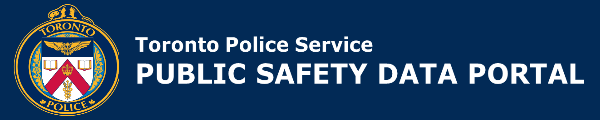 TORONTO
POLICE
Toronto Police Service
PUBLIC SAFETY DATA PORTAL